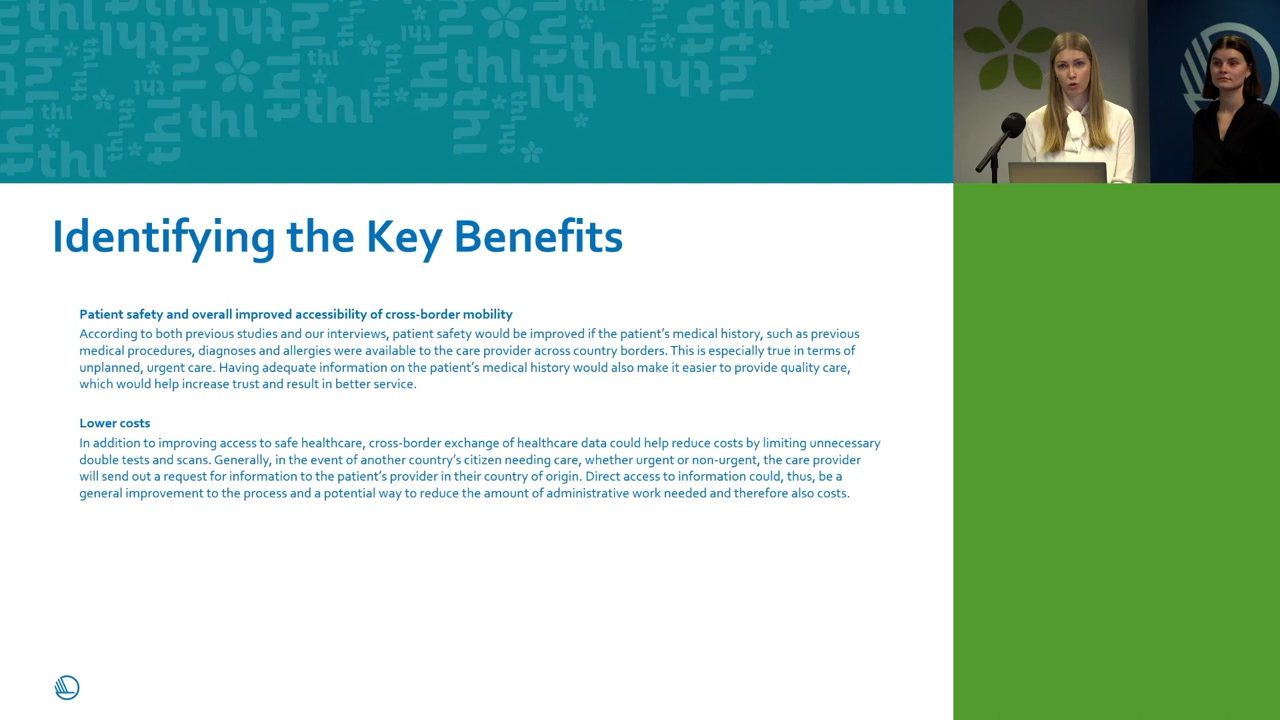 thl
Identifying the Key Benefits
Patient safety and overall improved accessibility of cross-border mobility
According to both previous studies and our interviews, patient safety would be improved if the patient's medical history, such as previous
medical procedures, diagnoses and allergies were available to the care provider across country borders. This is especially true in terms of
unplanned, urgent care. Having adequate information on the patient's medical history would also make it easier to provide quality care,
which would help increase trust and result in better service.
Lower costs
In addition to improving access to safe healthcare, cross-border exchange of healthcare data could help reduce costs by limiting unnecessary
double tests and scans. Generally, in the event of another country's citizen needing care, whether urgent or non-urgent, the care provider
will send out a request for information to the patient's provider in their country of origin. Direct access to information could, thus, be a
general improvement to the process and a potential way to reduce the amount of administrative work needed and therefore also costs.